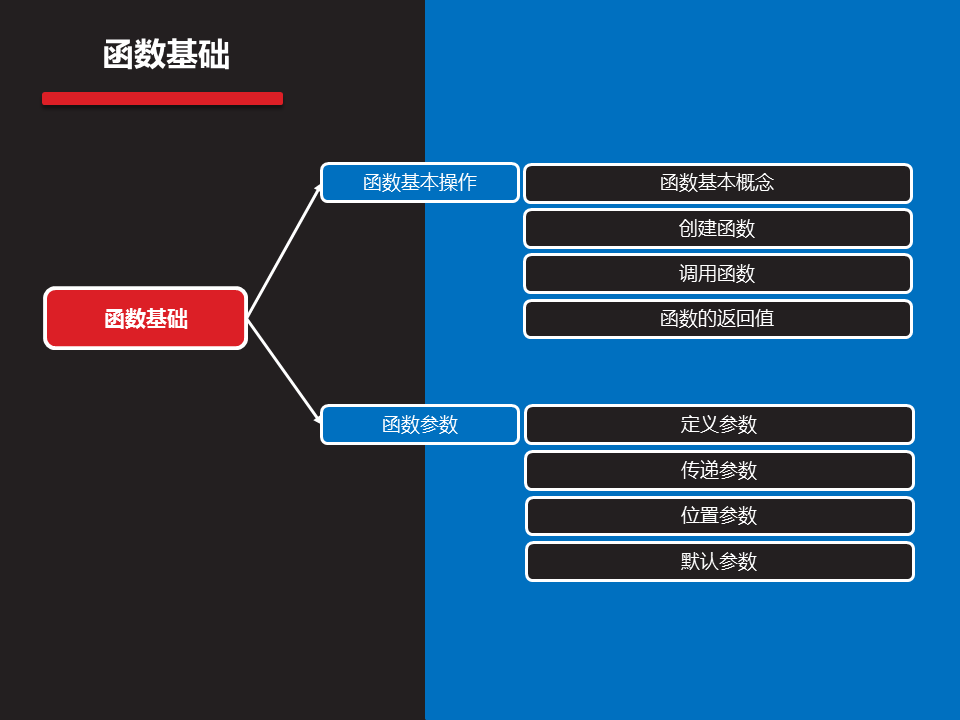 函数基础
函数基础
函数基本操作
函数基本概念
创建函数
调用函数
函数的返回值
函数参数
定义参数
传递参数
位置参数
默认参数